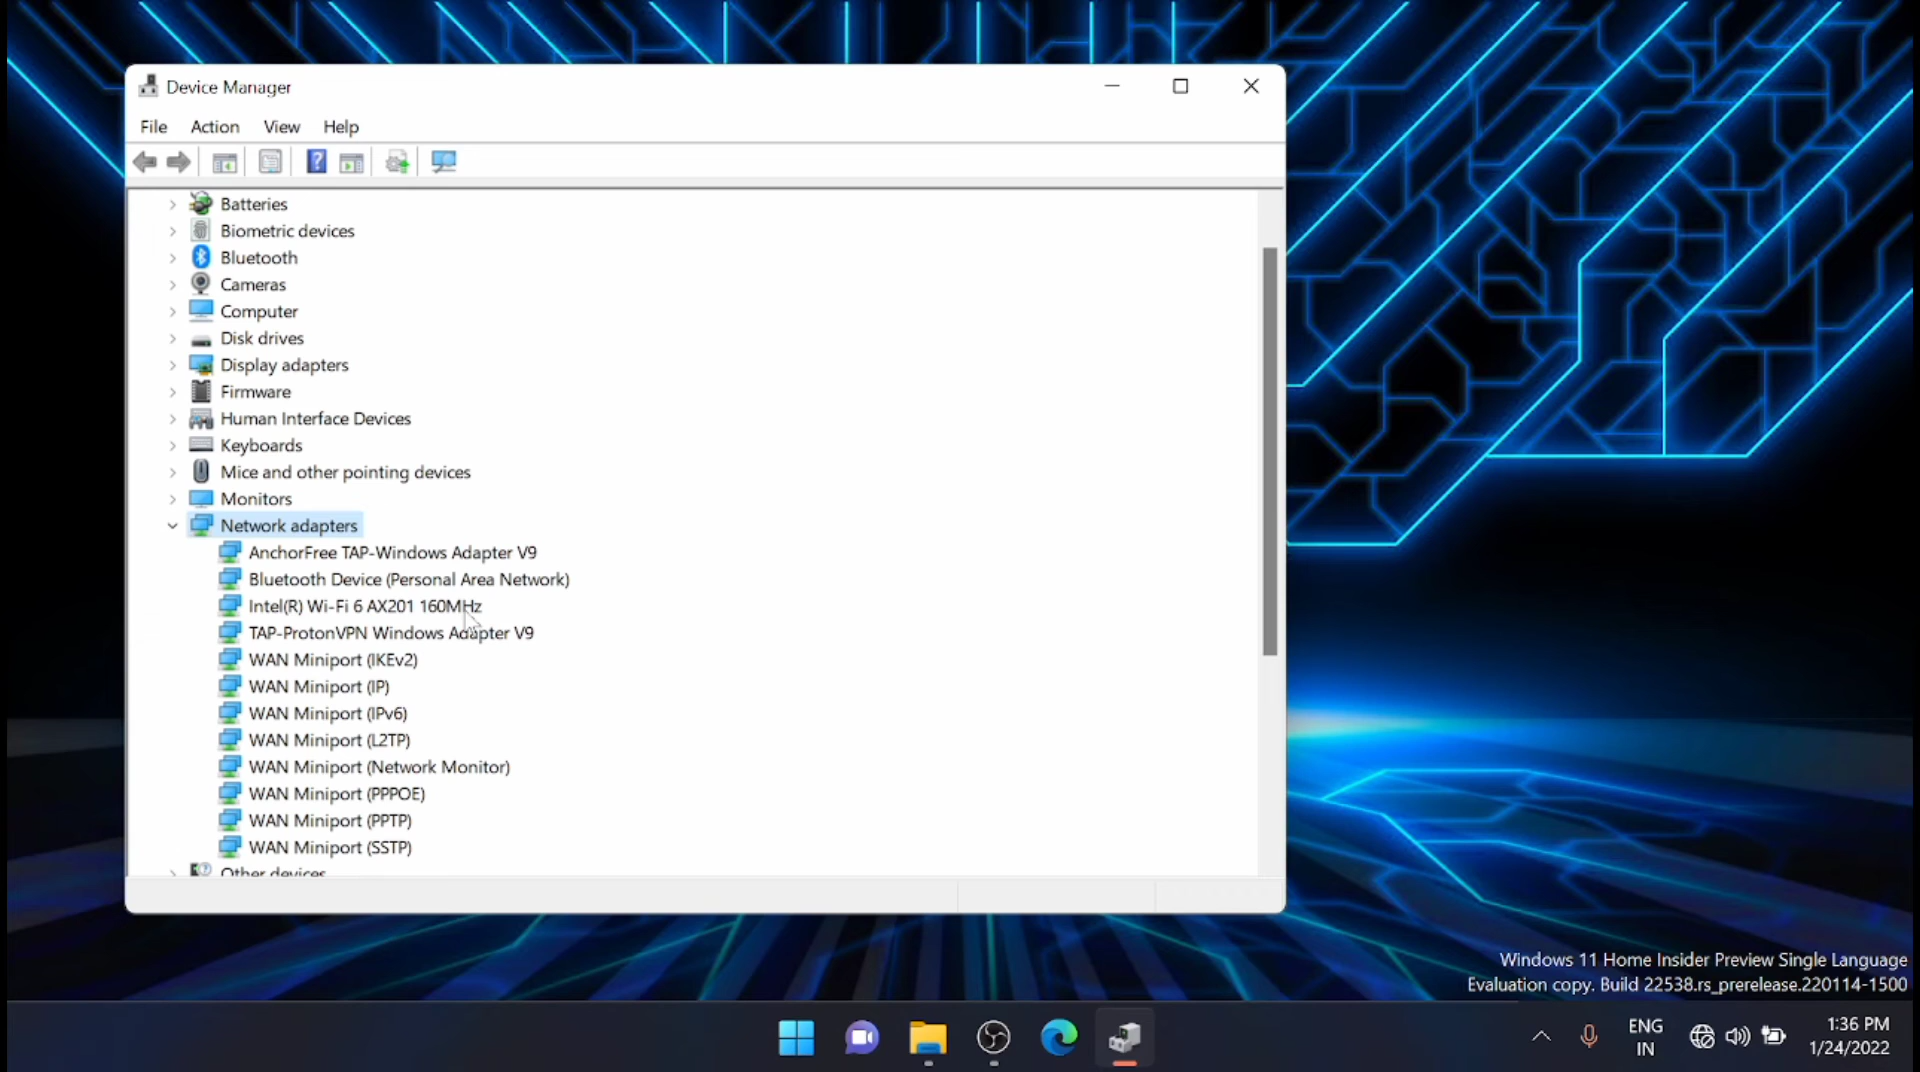 Device Manager
File Action View Help
Batteries
Biometric devices
Bluetooth
Cameras
Computer
Disk drives
Display adapters
Firmware
Human Interface Devices
Keyboards
Mice and other pointing devices
Monitors
Network adapters
AnchorFree TAP-Windows Adapter V9
Bluetooth Device (Personal Area Network)
Intel(R) Wi-Fi 6 AX201 160MHz
TAP-ProtonVPN Windows Adapter V9
WAN Miniport (IKEv2)
WAN Miniport (IP)
WAN Miniport (IPv6)
WAN Miniport (L2TP)
WAN Miniport (Network Monitor)
WAN Miniport (PPPOE)
WAN Miniport (PPTP)
WAN Miniport (SSTP)
Other devices
Windows 11 Home Insider Preview Single Language
Evaluation copy. Build 22538.rs_prerelease.220114-1500
ENG
IN
1:36 PM
1/24/2022